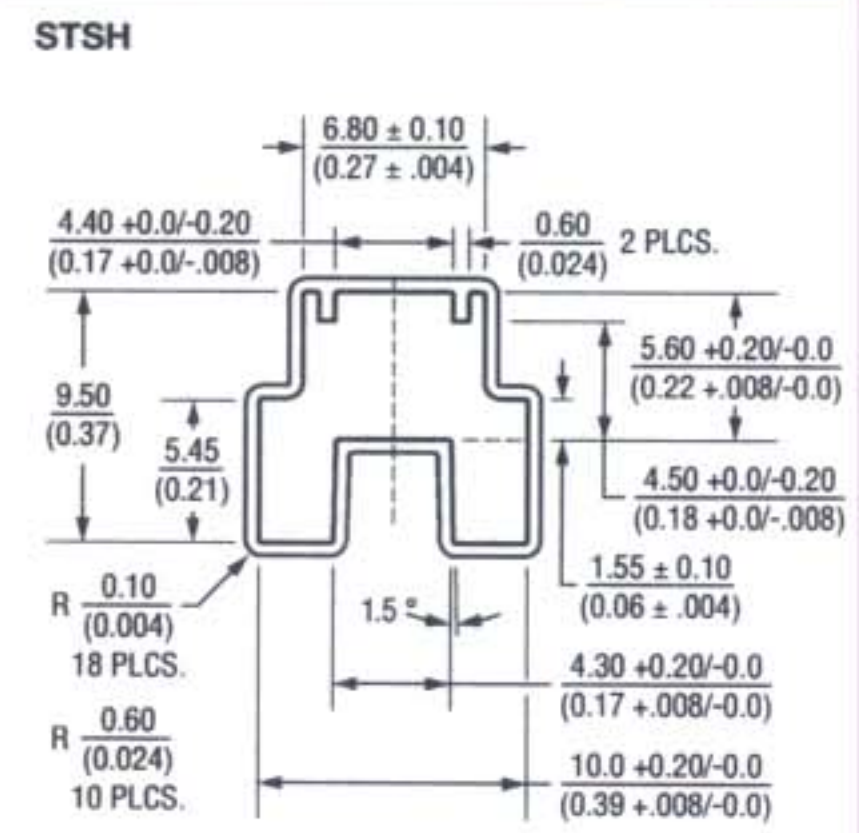 STSH
6.80 ± 0.10
(0.27 ± .004)
4.40 +0.0/-0.20
(0.17 +0.0/-.008)
0.60
(0.024)
2 PLCS.
5.60 +0.20/-0.0
(0.22 +.008/-0.0)
9.50
(0.37)
5.45
(0.21)
4.50 +0.0/-0.20
(0.18 +0.0/-.008)
1.55 ± 0.10
(0.06 ± .004)
R 0.10
(0.004)
18 PLCS.
1.5 °
4.30 +0.20/-0.0
(0.17 +.008/-0.0)
R 0.60
(0.024)
10 PLCS.
10.0 +0.20/-0.0
(0.39 +.008/-0.0)